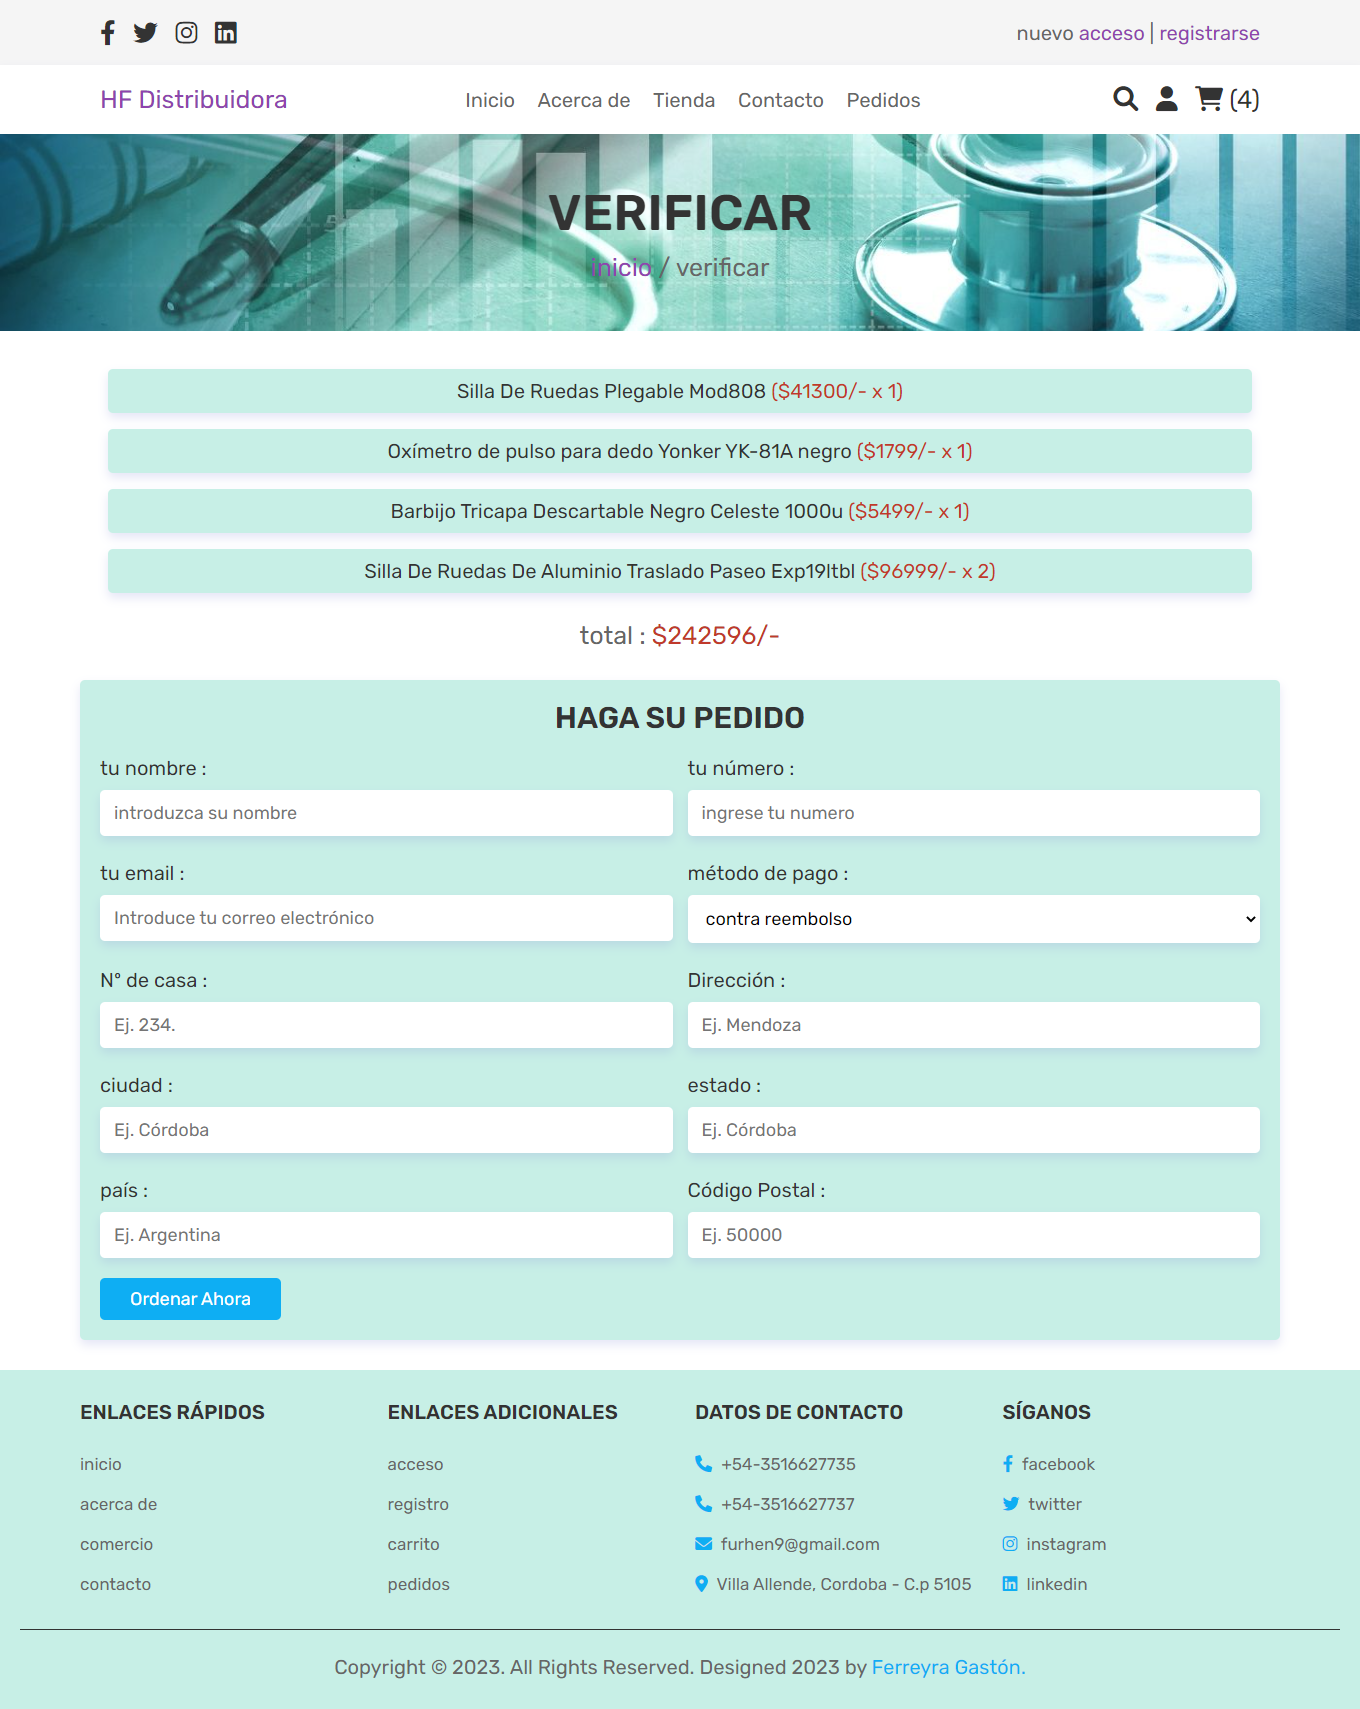 nuevo acceso | registrarse
HF Distribuidora
Inicio Acerca de Tienda Contacto Pedidos
(4)
VERIFICAR
inicio / verificar
Silla De Ruedas Plegable Mod808 ($41300/- x 1)
Oxímetro de pulso para dedo Yonker YK-81A negro ($1799/- x 1)
Barbijo Tricapa Descartable Negro Celeste 1000u ($5499/- x 1)
Silla De Ruedas De Aluminio Traslado Paseo Exp19ltbl ($96999/- x 2)
total : $242596/-
HAGA SU PEDIDO
tu nombre :
introduzca su nombre
tu número :
ingrese tu numero
tu email :
Introduce tu correo electrónico
método de pago :
contra reembolso
Nº de casa :
Ej. 234.
Dirección :
Ej. Mendoza
ciudad :
Ej. Córdoba
estado :
Ej. Córdoba
país :
Ej. Argentina
Código Postal :
Ej. 50000
Ordenar Ahora
ENLACES RÁPIDOS
inicio
acerca de
comercio
contacto
ENLACES ADICIONALES
acceso
registro
carrito
pedidos
DATOS DE CONTACTO
+54-3516627735
+54-3516627737
furhen9@gmail.com
Villa Allende, Cordoba - C.p 5105
SÍGANOS
facebook
twitter
instagram
linkedin
Copyright © 2023. All Rights Reserved. Designed 2023 by Ferreyra Gastón.